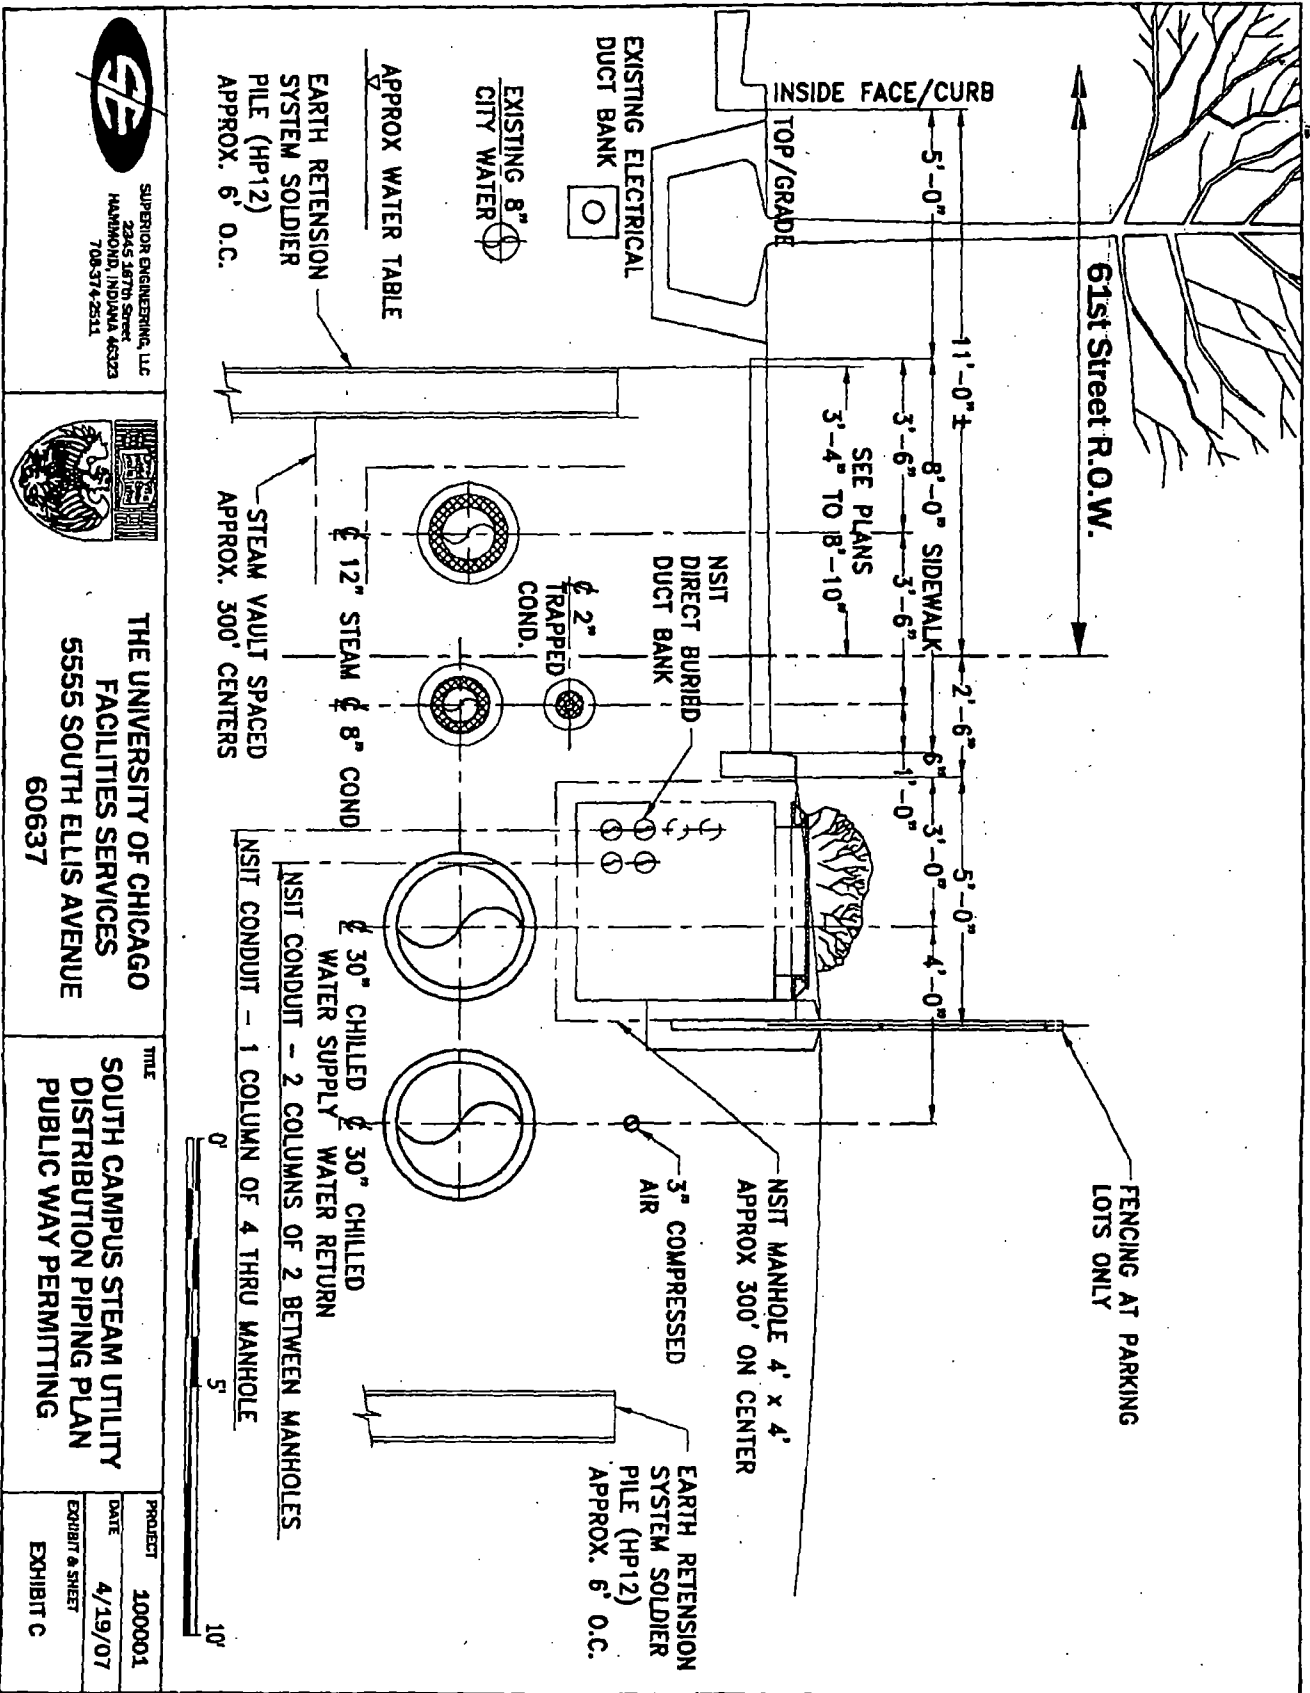 61st Street R.O.W.
INSIDE FACE/CURB
TOP/GRADE
5'-0"
11'-0"±
8'-0" SIDEWALK
3'-6"
3'-6"
SEE PLANS
3'-4" TO 8'-10"
2'-6"
6"
1'-0"
3'-0"
5'-0"
4'-0"
FENCING AT PARKING
LOTS ONLY
EXISTING ELECTRICAL
DUCT BANK
EXISTING 8"
CITY WATER
APPROX WATER TABLE
EARTH RETENSION
SYSTEM SOLDIER
PILE (HP12)
APPROX. 6' O.C.
NSIT
DIRECT BURIED
DUCT BANK
℄ 2"
TRAPPED
COND.
℄ 12" STEAM
℄ 8" COND
STEAM VAULT SPACED
APPROX. 300' CENTERS
NSIT MANHOLE 4' x 4'
APPROX 300' ON CENTER
3" COMPRESSED
AIR
℄ 30" CHILLED
WATER SUPPLY
℄ 30" CHILLED
WATER RETURN
NSIT CONDUIT - 2 COLUMNS OF 2 BETWEEN MANHOLES
NSIT CONDUIT - 1 COLUMN OF 4 THRU MANHOLE
EARTH RETENSION
SYSTEM SOLDIER
PILE (HP12)
APPROX. 6' O.C.
0'
5'
10'
SE
SUPERIOR ENGINEERING, LLC
2345 167th Street
HAMMOND, INDIANA 46323
708-374-2511
THE UNIVERSITY OF CHICAGO
FACILITIES SERVICES
5555 SOUTH ELLIS AVENUE
60637
TITLE
SOUTH CAMPUS STEAM UTILITY
DISTRIBUTION PIPING PLAN
PUBLIC WAY PERMITTING
PROJECT 100001
DATE 4/19/07
EXHIBIT & SHEET
EXHIBIT C